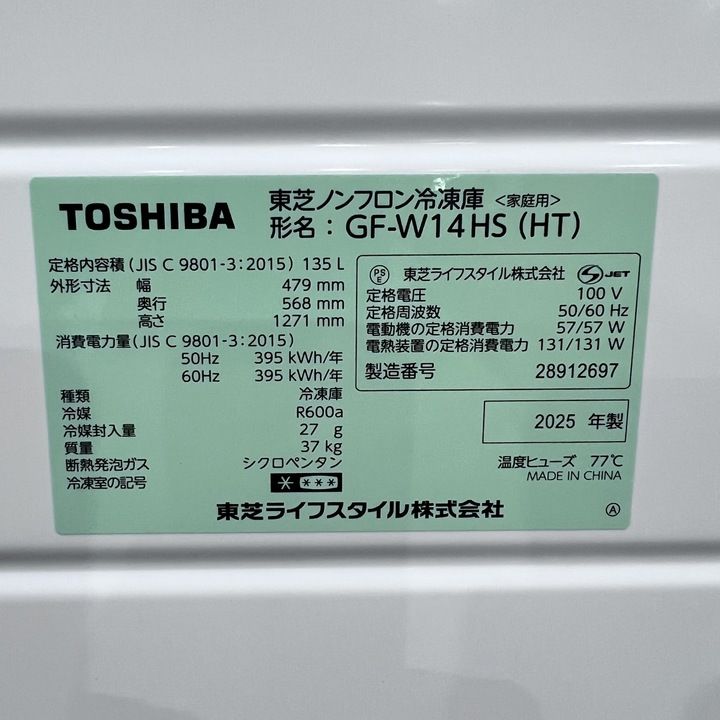 TOSHIBA
東芝ノンフロン冷凍庫 <家庭用>
形名：GF-W14HS (HT)
定格内容積 (JIS C 9801-3:2015) 135 L
外形寸法 幅 479 mm
奥行 568 mm
高さ 1271 mm
消費電力量 (JIS C 9801-3:2015)
50Hz 395 kWh/年
60Hz 395 kWh/年
種類 冷凍庫
冷媒 R600a
冷媒封入量 27 g
質量 37 kg
断熱発泡ガス シクロペンタン
冷凍室の記号 ****
PSE 東芝ライフスタイル株式会社 S JET
定格電圧 100 V
定格周波数 50/60 Hz
電動機の定格消費電力 57/57 W
電熱装置の定格消費電力 131/131 W
製造番号 28912697
2025 年製
温度ヒューズ 77℃
MADE IN CHINA
東芝ライフスタイル株式会社 Ⓐ